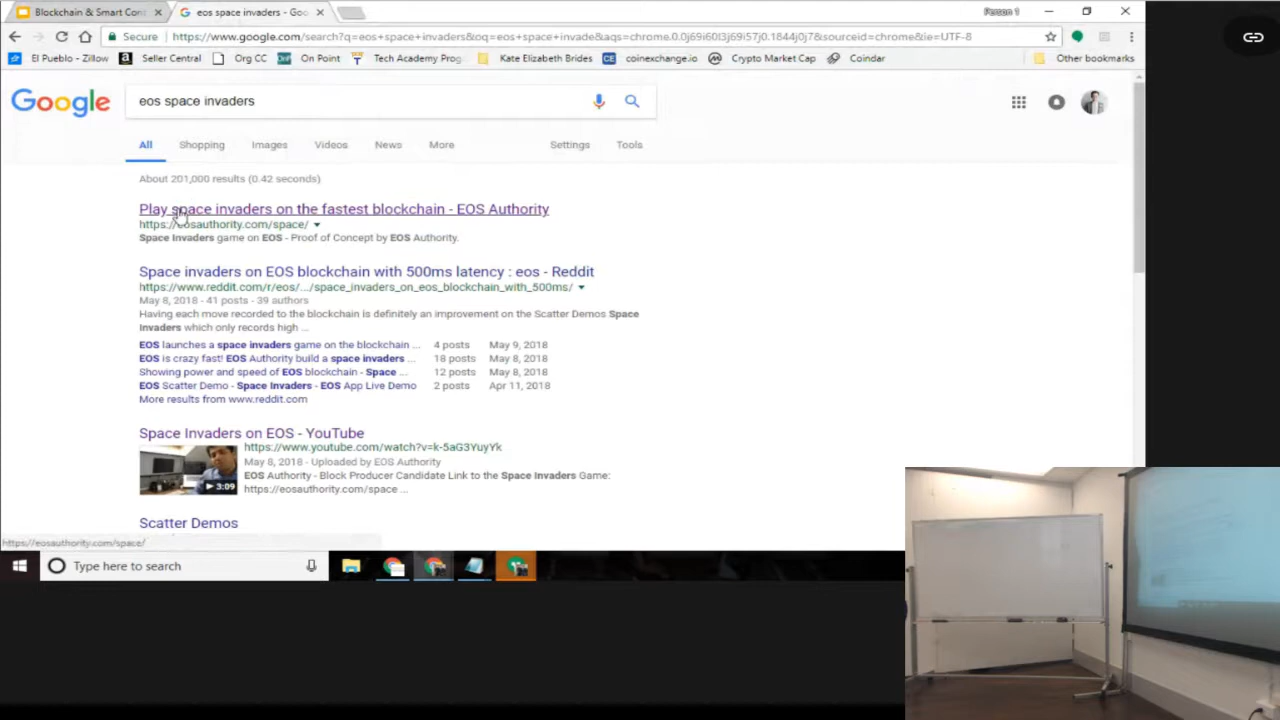 Blockchain & Smart Con
eos space invaders - Goo
Person 1
Secure
https://www.google.com/search?q=eos+space+invaders&oq=eos+space+invade&aqs=chrome.0.0j69i60l3j69i57j0.1844j0j7&sourceid=chrome&ie=UTF-8
El Pueblo - Zillow
Seller Central
Org CC
On Point
Tech Academy Prog
Kate Elizabeth Brides
coinexchange.io
Crypto Market Cap
Coindar
Other bookmarks
Google
eos space invaders
All Shopping Images Videos News More Settings Tools
About 201,000 results (0.42 seconds)
Play space invaders on the fastest blockchain - EOS Authority
https://eosauthority.com/space/
Space Invaders game on EOS - Proof of Concept by EOS Authority.
Space invaders on EOS blockchain with 500ms latency : eos - Reddit
https://www.reddit.com/r/eos/.../space_invaders_on_eos_blockchain_with_500ms/
May 8, 2018 - 41 posts - 39 authors
Having each move recorded to the blockchain is definitely an improvement on the Scatter Demos Space
Invaders which only records high ...
EOS launches a space invaders game on the blockchain ... 4 posts May 9, 2018
EOS is crazy fast! EOS Authority build a space invaders ... 18 posts May 8, 2018
Showing power and speed of EOS blockchain - Space ... 12 posts May 8, 2018
EOS Scatter Demo - Space Invaders - EOS App Live Demo 2 posts Apr 11, 2018
More results from www.reddit.com
Space Invaders on EOS - YouTube
https://www.youtube.com/watch?v=k-5aG3YuyYk
May 8, 2018 - Uploaded by EOS Authority
EOS Authority - Block Producer Candidate Link to the Space Invaders Game:
https://eosauthority.com/space ...
3:09
Scatter Demos
https://eosauthority.com/space/
Type here to search